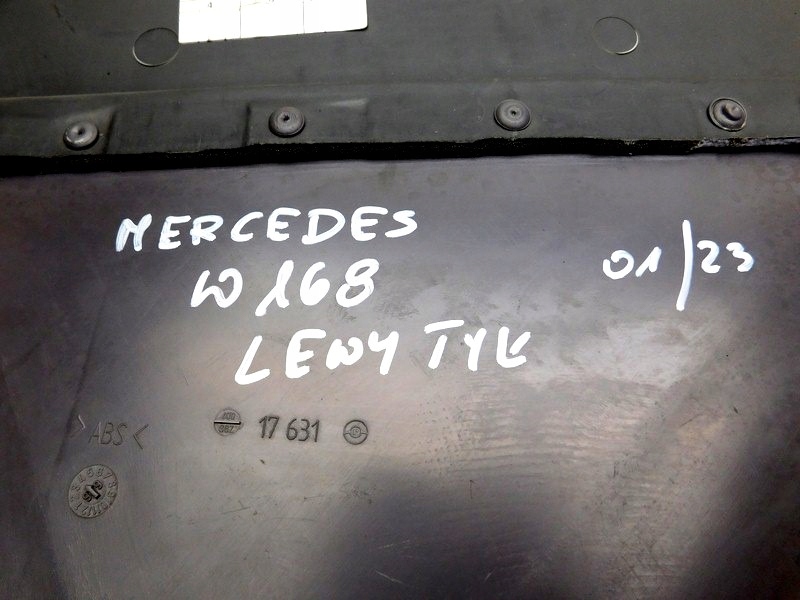 MERCEDES
W168
01/23
LEWY TYŁ
>ABS<
17 631